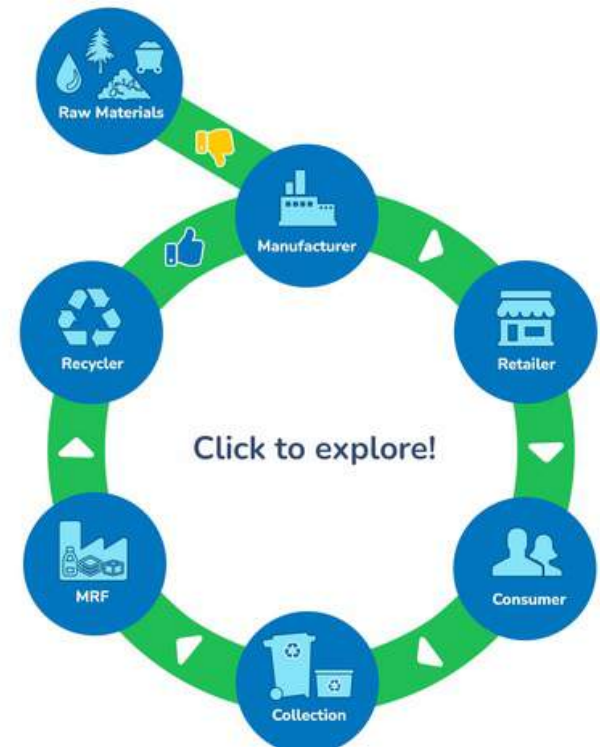 Raw Materials
Manufacturer
Recycler
Retailer
Click to explore!
MRF
Consumer
Collection